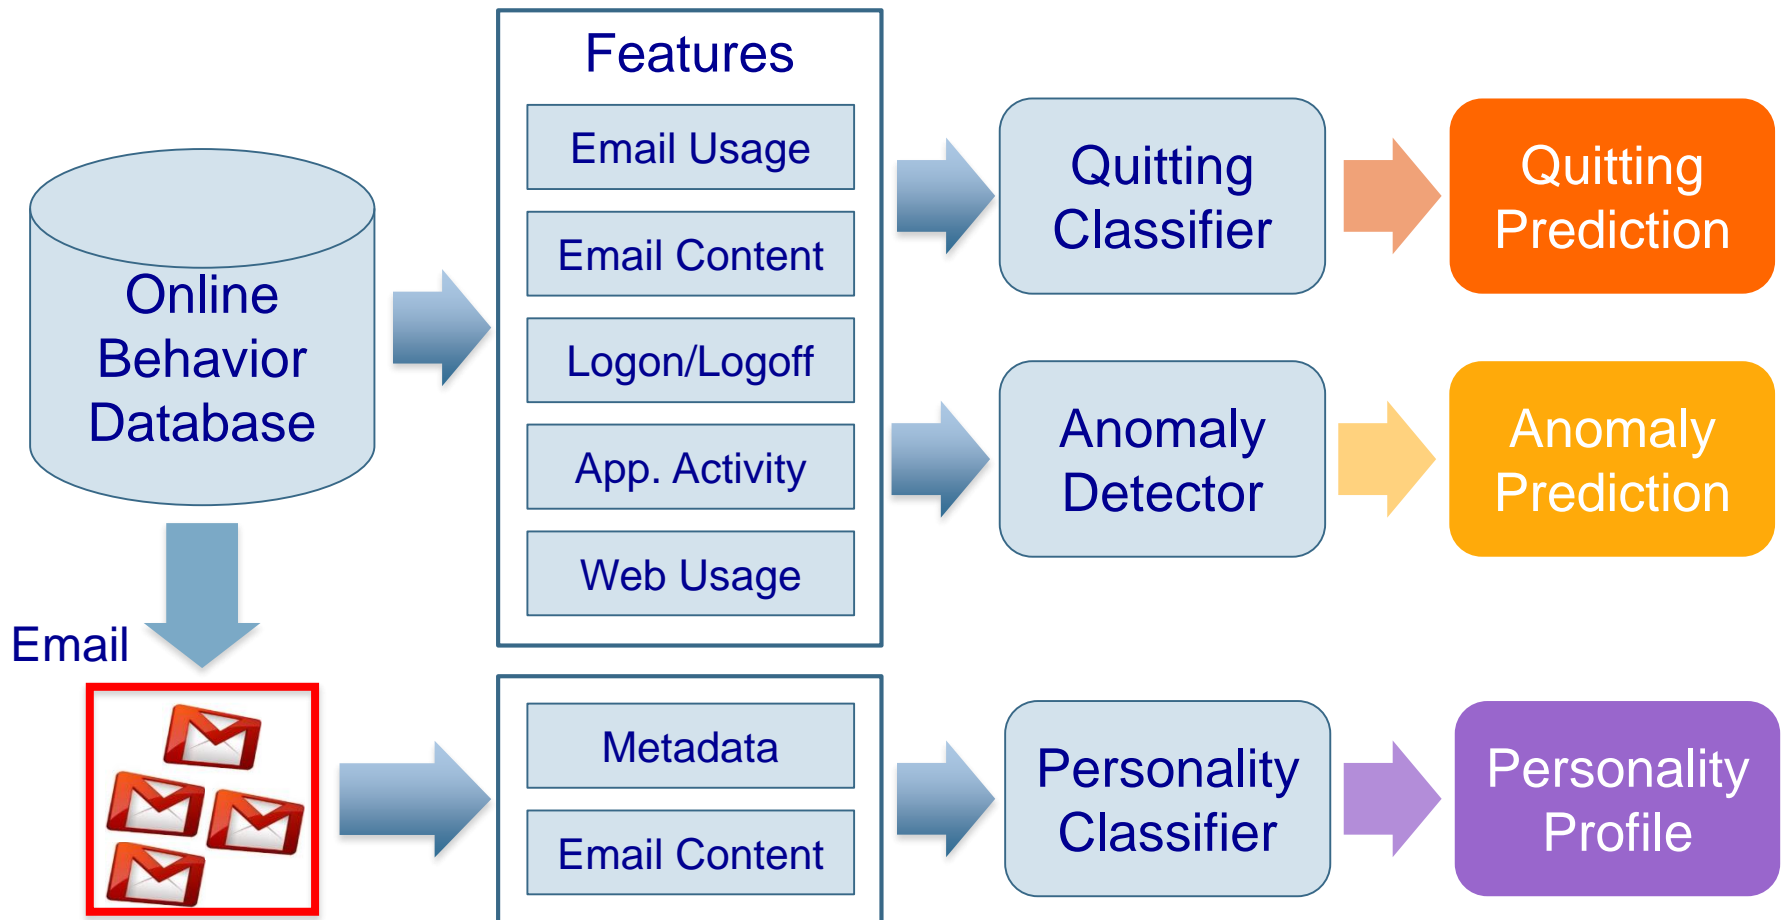 Features
Email Usage
Email Content
Logon/Logoff
App. Activity
Web Usage
Online
Behavior
Database
Quitting
Classifier
Quitting
Prediction
Anomaly
Detector
Anomaly
Prediction
Email
Metadata
Email Content
Personality
Classifier
Personality
Profile